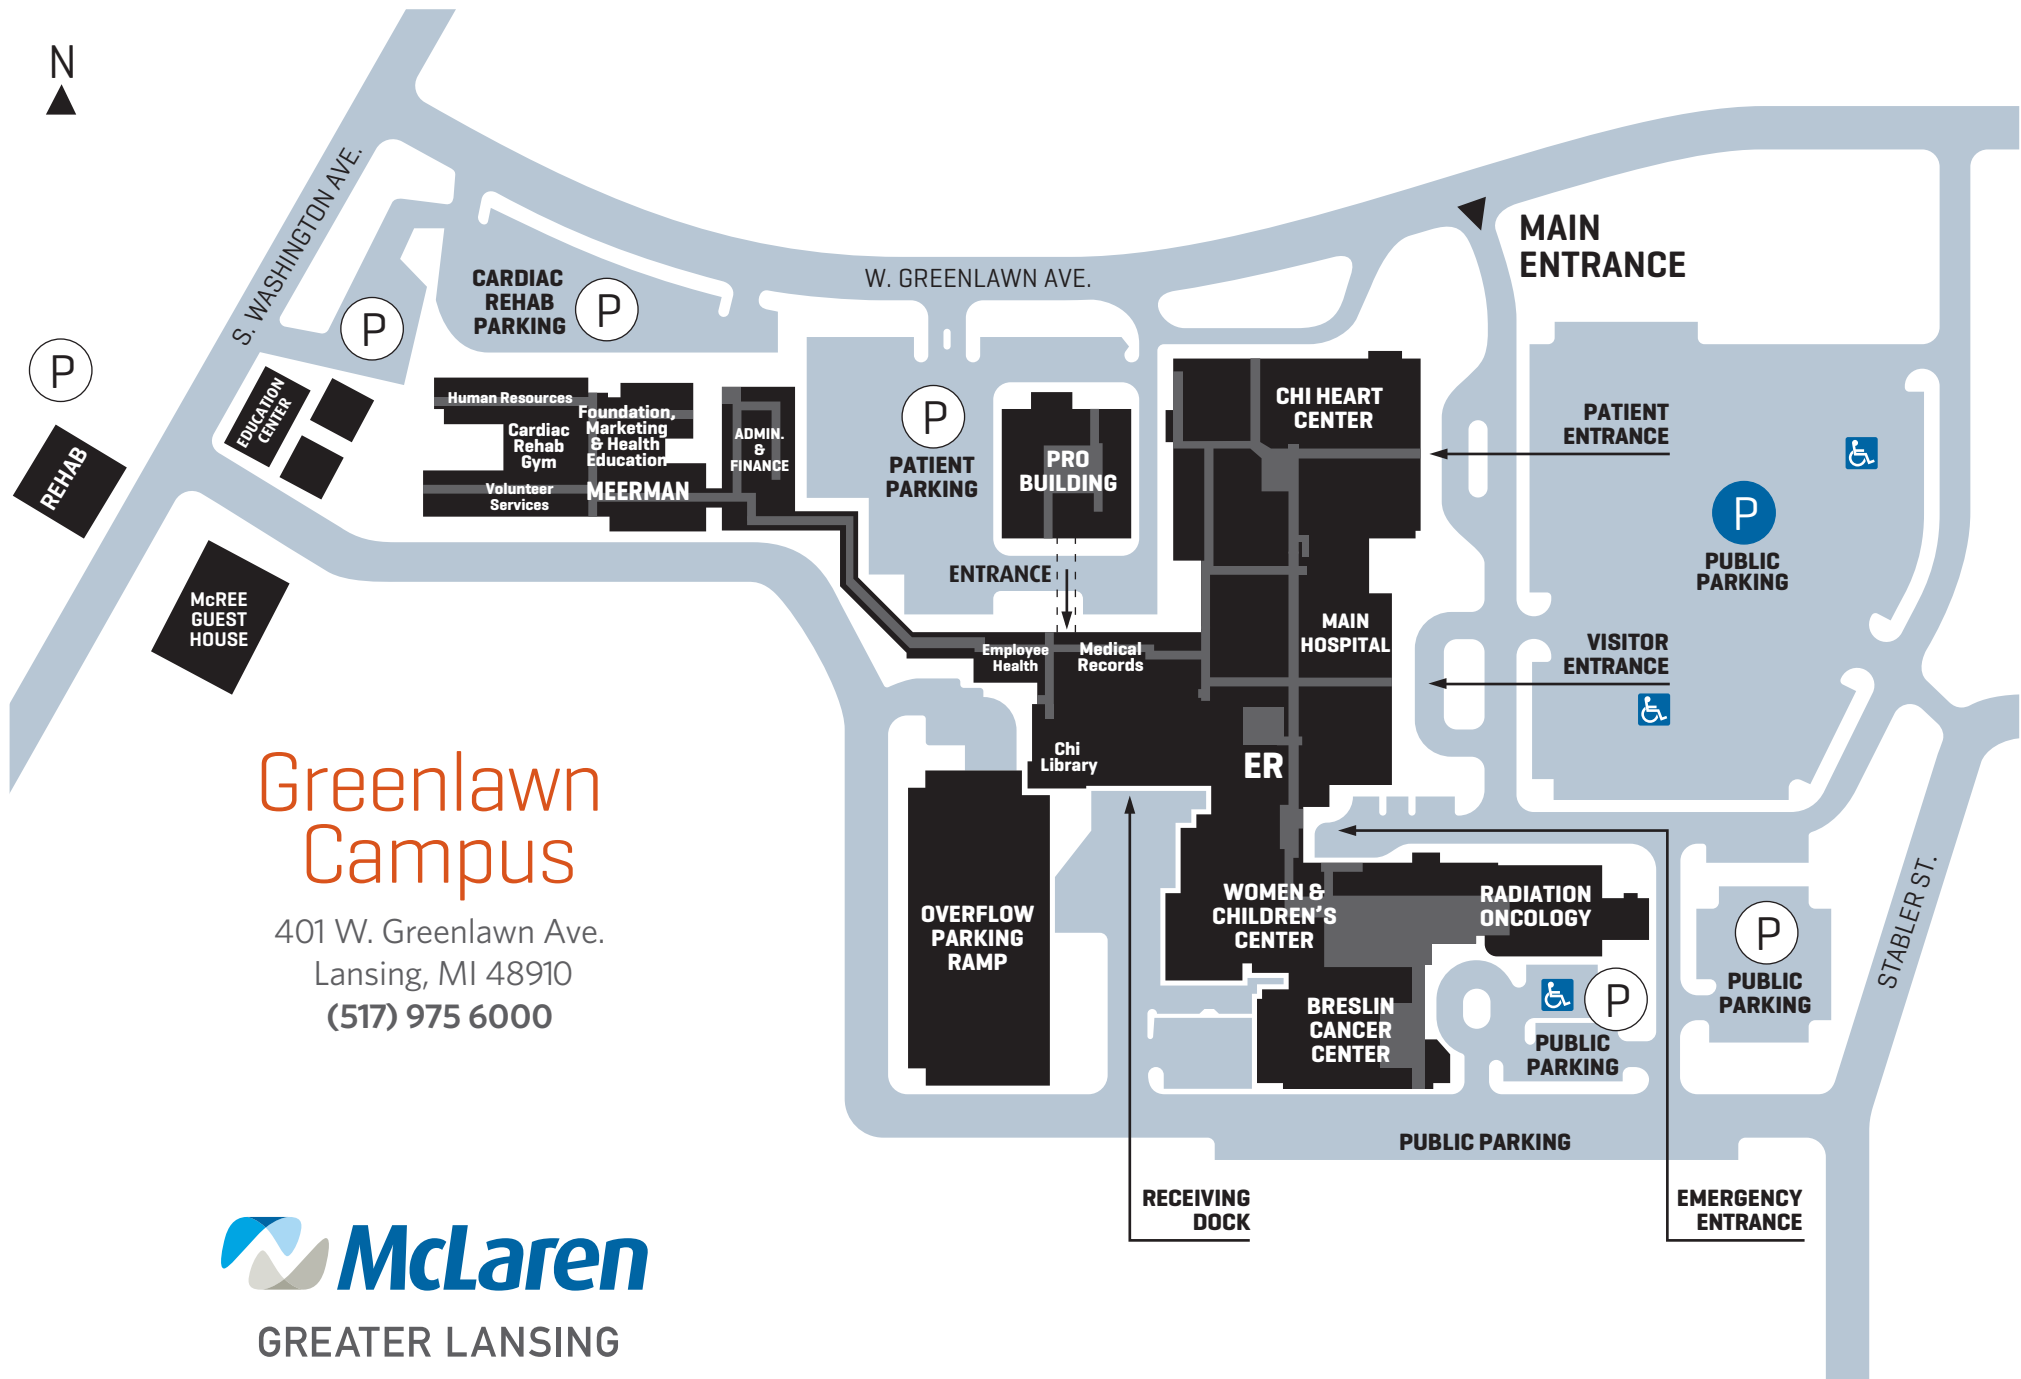 N
S. WASHINGTON AVE.
W. GREENLAWN AVE.
MAIN
ENTRANCE
CARDIAC
REHAB
PARKING
P
P
P
REHAB
EDUCATION
CENTER
McREE
GUEST
HOUSE
Human Resources
Cardiac
Rehab
Gym
Foundation,
Marketing
& Health
Education
Volunteer
Services
MEERMAN
ADMIN.
&
FINANCE
P
PATIENT
PARKING
PRO
BUILDING
ENTRANCE
CHI HEART
CENTER
PATIENT
ENTRANCE
P
PUBLIC
PARKING
MAIN
HOSPITAL
VISITOR
ENTRANCE
Employee
Health
Medical
Records
Chi
Library
ER
OVERFLOW
PARKING
RAMP
WOMEN &
CHILDREN'S
CENTER
RADIATION
ONCOLOGY
BRESLIN
CANCER
CENTER
P
PUBLIC
PARKING
P
PUBLIC
PARKING
STABLER ST.
PUBLIC PARKING
RECEIVING
DOCK
EMERGENCY
ENTRANCE
Greenlawn
Campus
401 W. Greenlawn Ave.
Lansing, MI 48910
(517) 975 6000
McLaren
GREATER LANSING